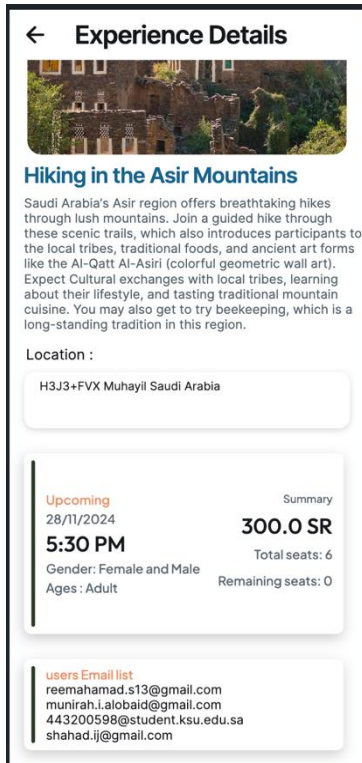 Experience Details
Hiking in the Asir Mountains
Saudi Arabia's Asir region offers breathtaking hikes
through lush mountains. Join a guided hike through
these scenic trails, which also introduces participants to
the local tribes, traditional foods, and ancient art forms
like the Al-Qatt Al-Asiri (colorful geometric wall art).
Expect Cultural exchanges with local tribes, learning
about their lifestyle, and tasting traditional mountain
cuisine. You may also get to try beekeeping, which is a
long-standing tradition in this region.
Location :
H3J3+FVX Muhayil Saudi Arabia
Upcoming
28/11/2024
5:30 PM
Gender: Female and Male
Ages : Adult
Summary
300.0 SR
Total seats: 6
Remaining seats: 0
users Email list
reemahamad.s13@gmail.com
munirah.i.alobaid@gmail.com
443200598@student.ksu.edu.sa
shahad.ij@gmail.com